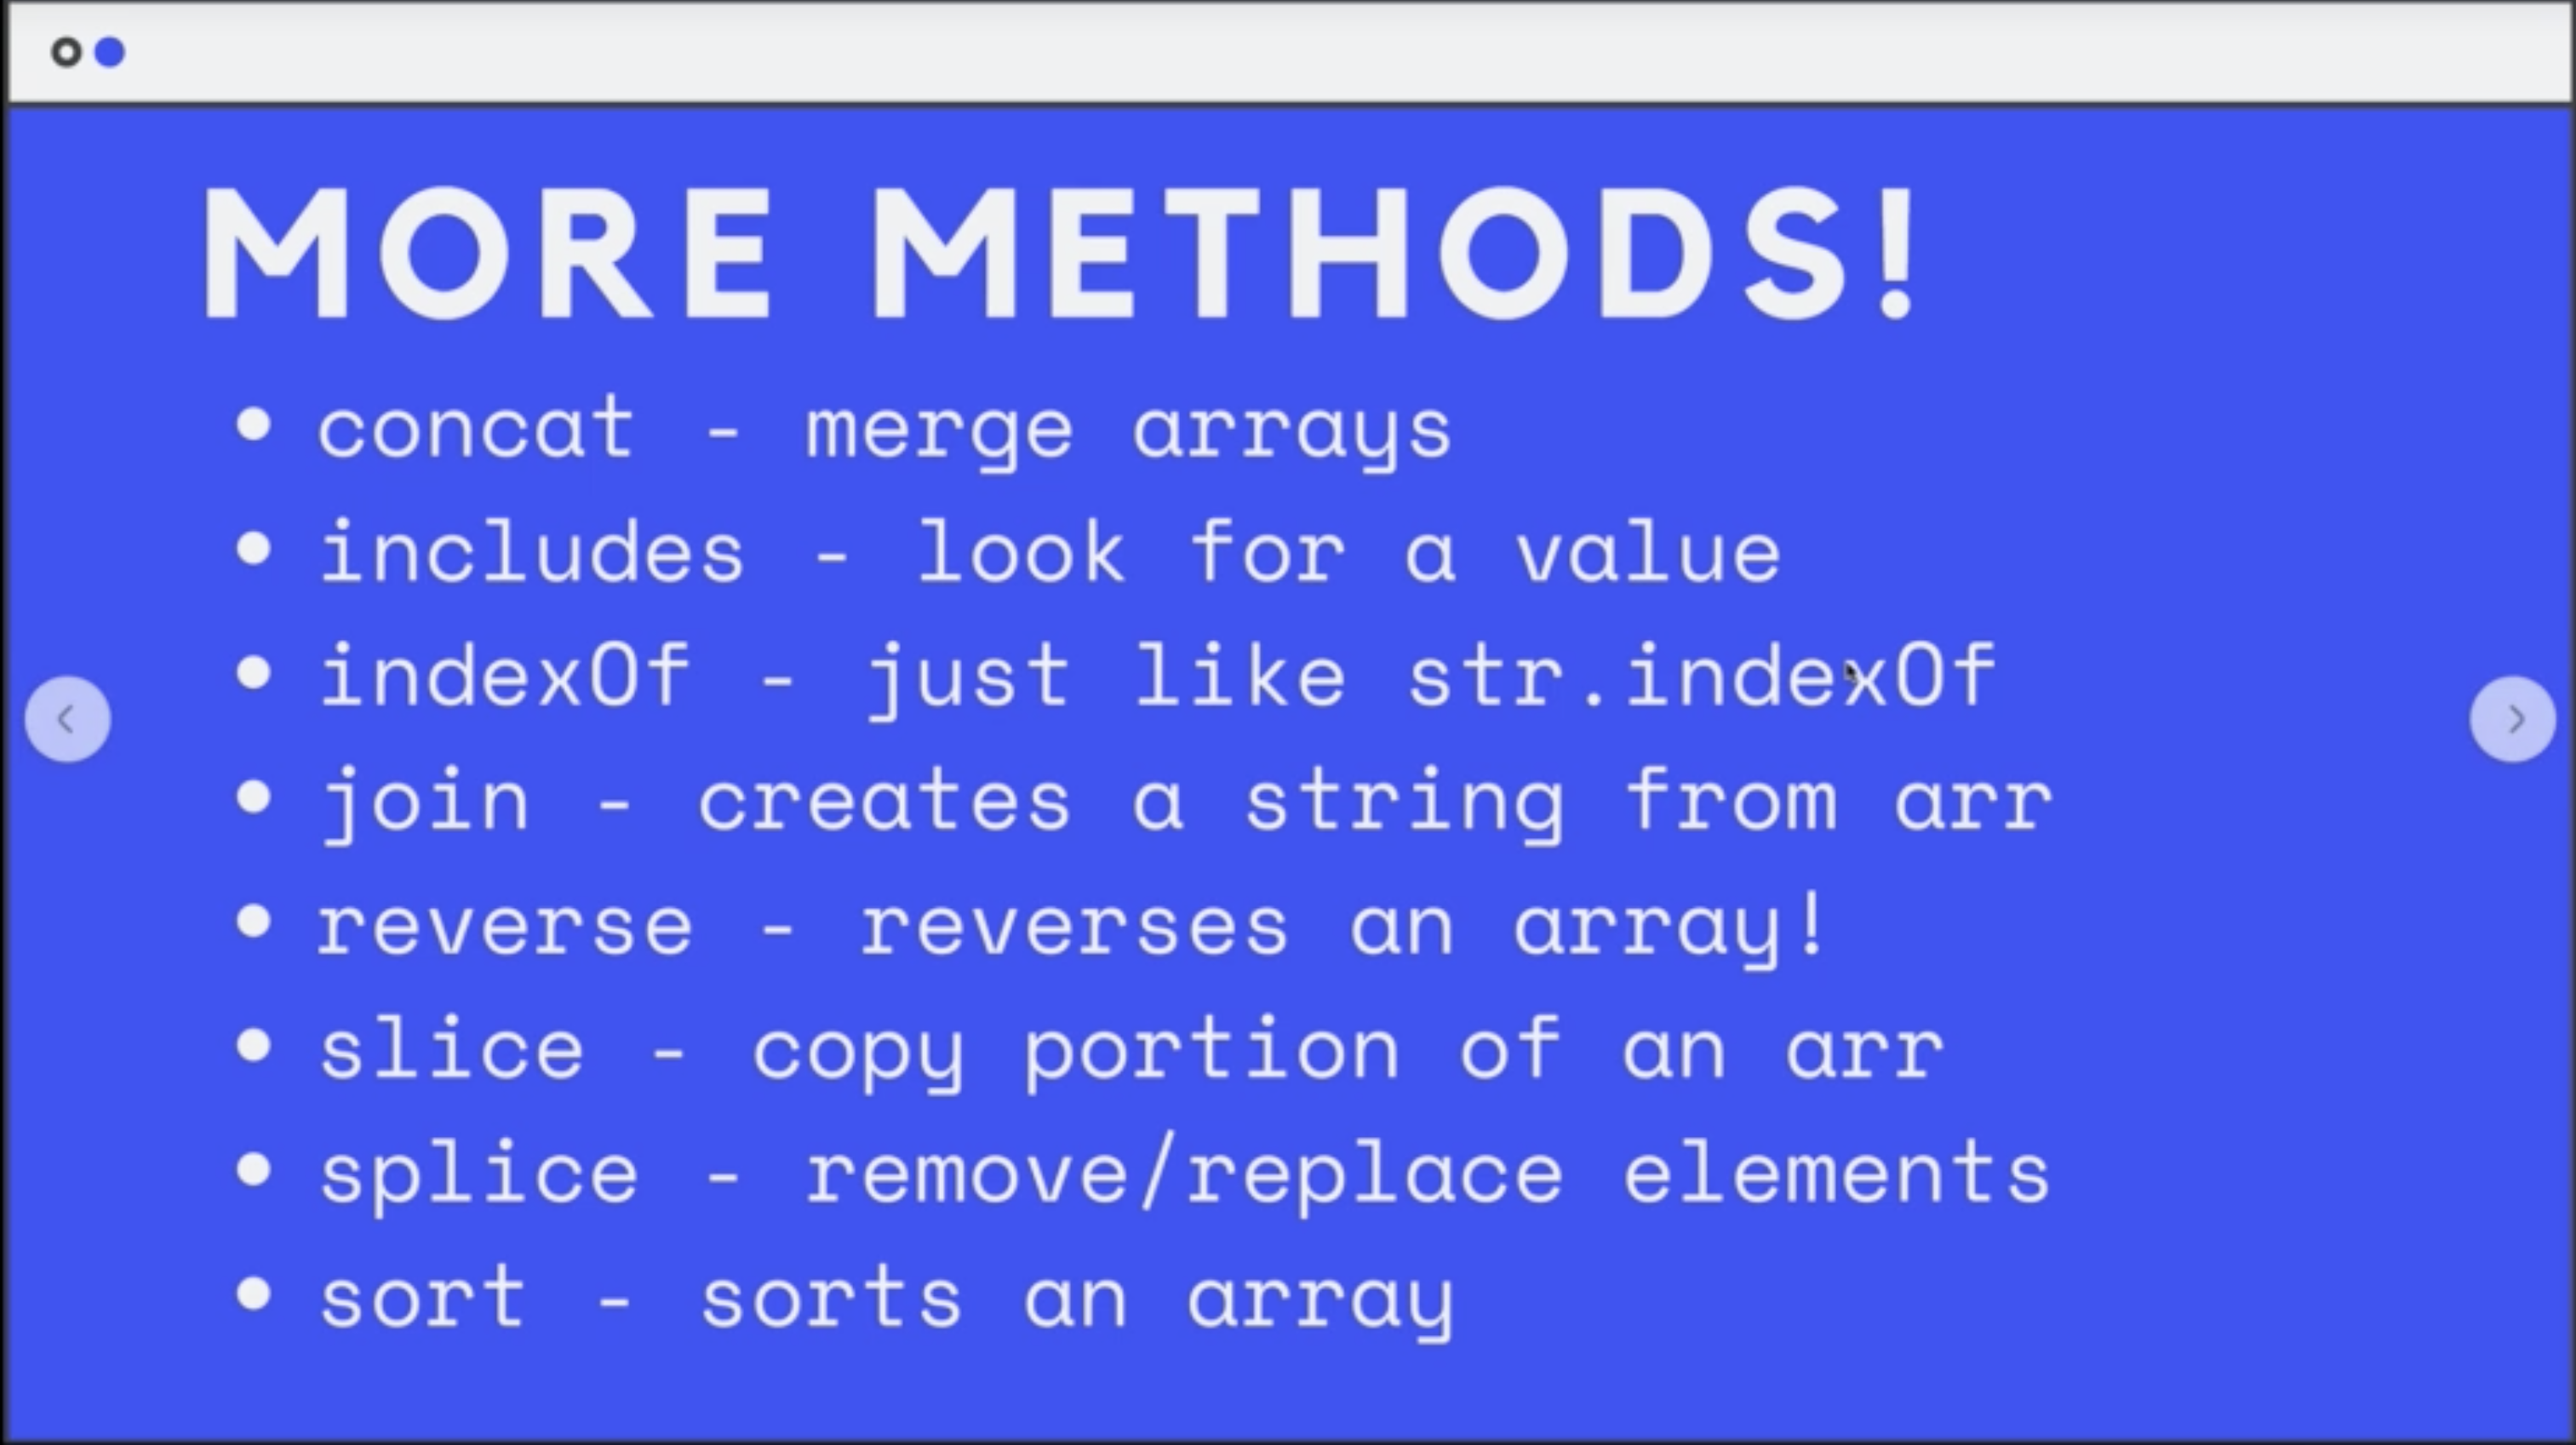 MORE METHODS!
• concat - merge arrays
• includes - look for a value
• indexOf - just like str.indexOf
• join - creates a string from arr
• reverse - reverses an array!
• slice - copy portion of an arr
• splice - remove/replace elements
• sort - sorts an array